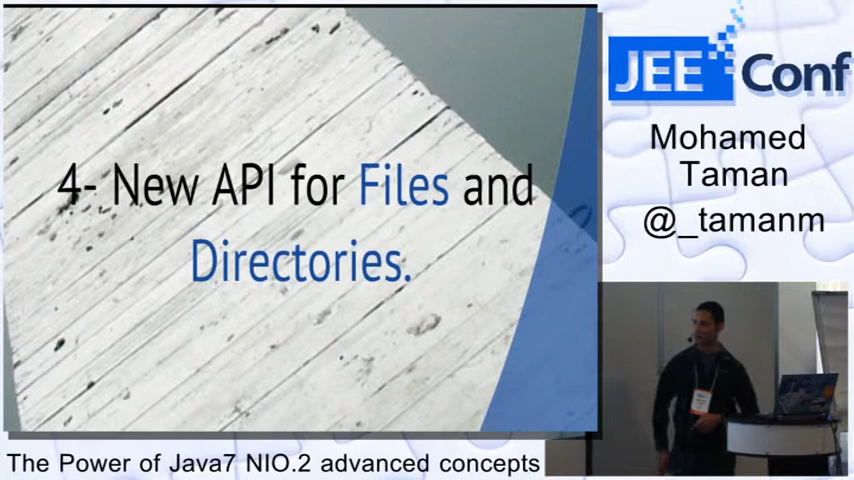 4- New API for Files and
Directories.
JEE Conf
Mohamed
Taman
@_tamanm
The Power of Java7 NIO.2 advanced concepts